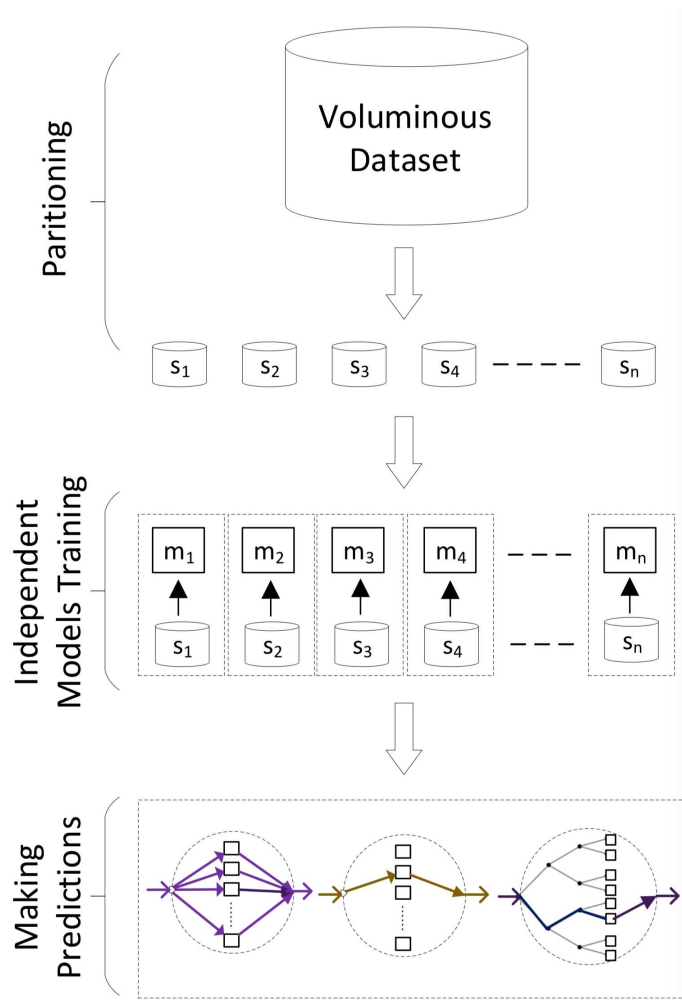 Paritioning
Voluminous
Dataset
s₁ s₂ s₃ s₄ sₙ
Independent
Models Training
m₁ m₂ m₃ m₄ mₙ
s₁ s₂ s₃ s₄ sₙ
Making
Predictions